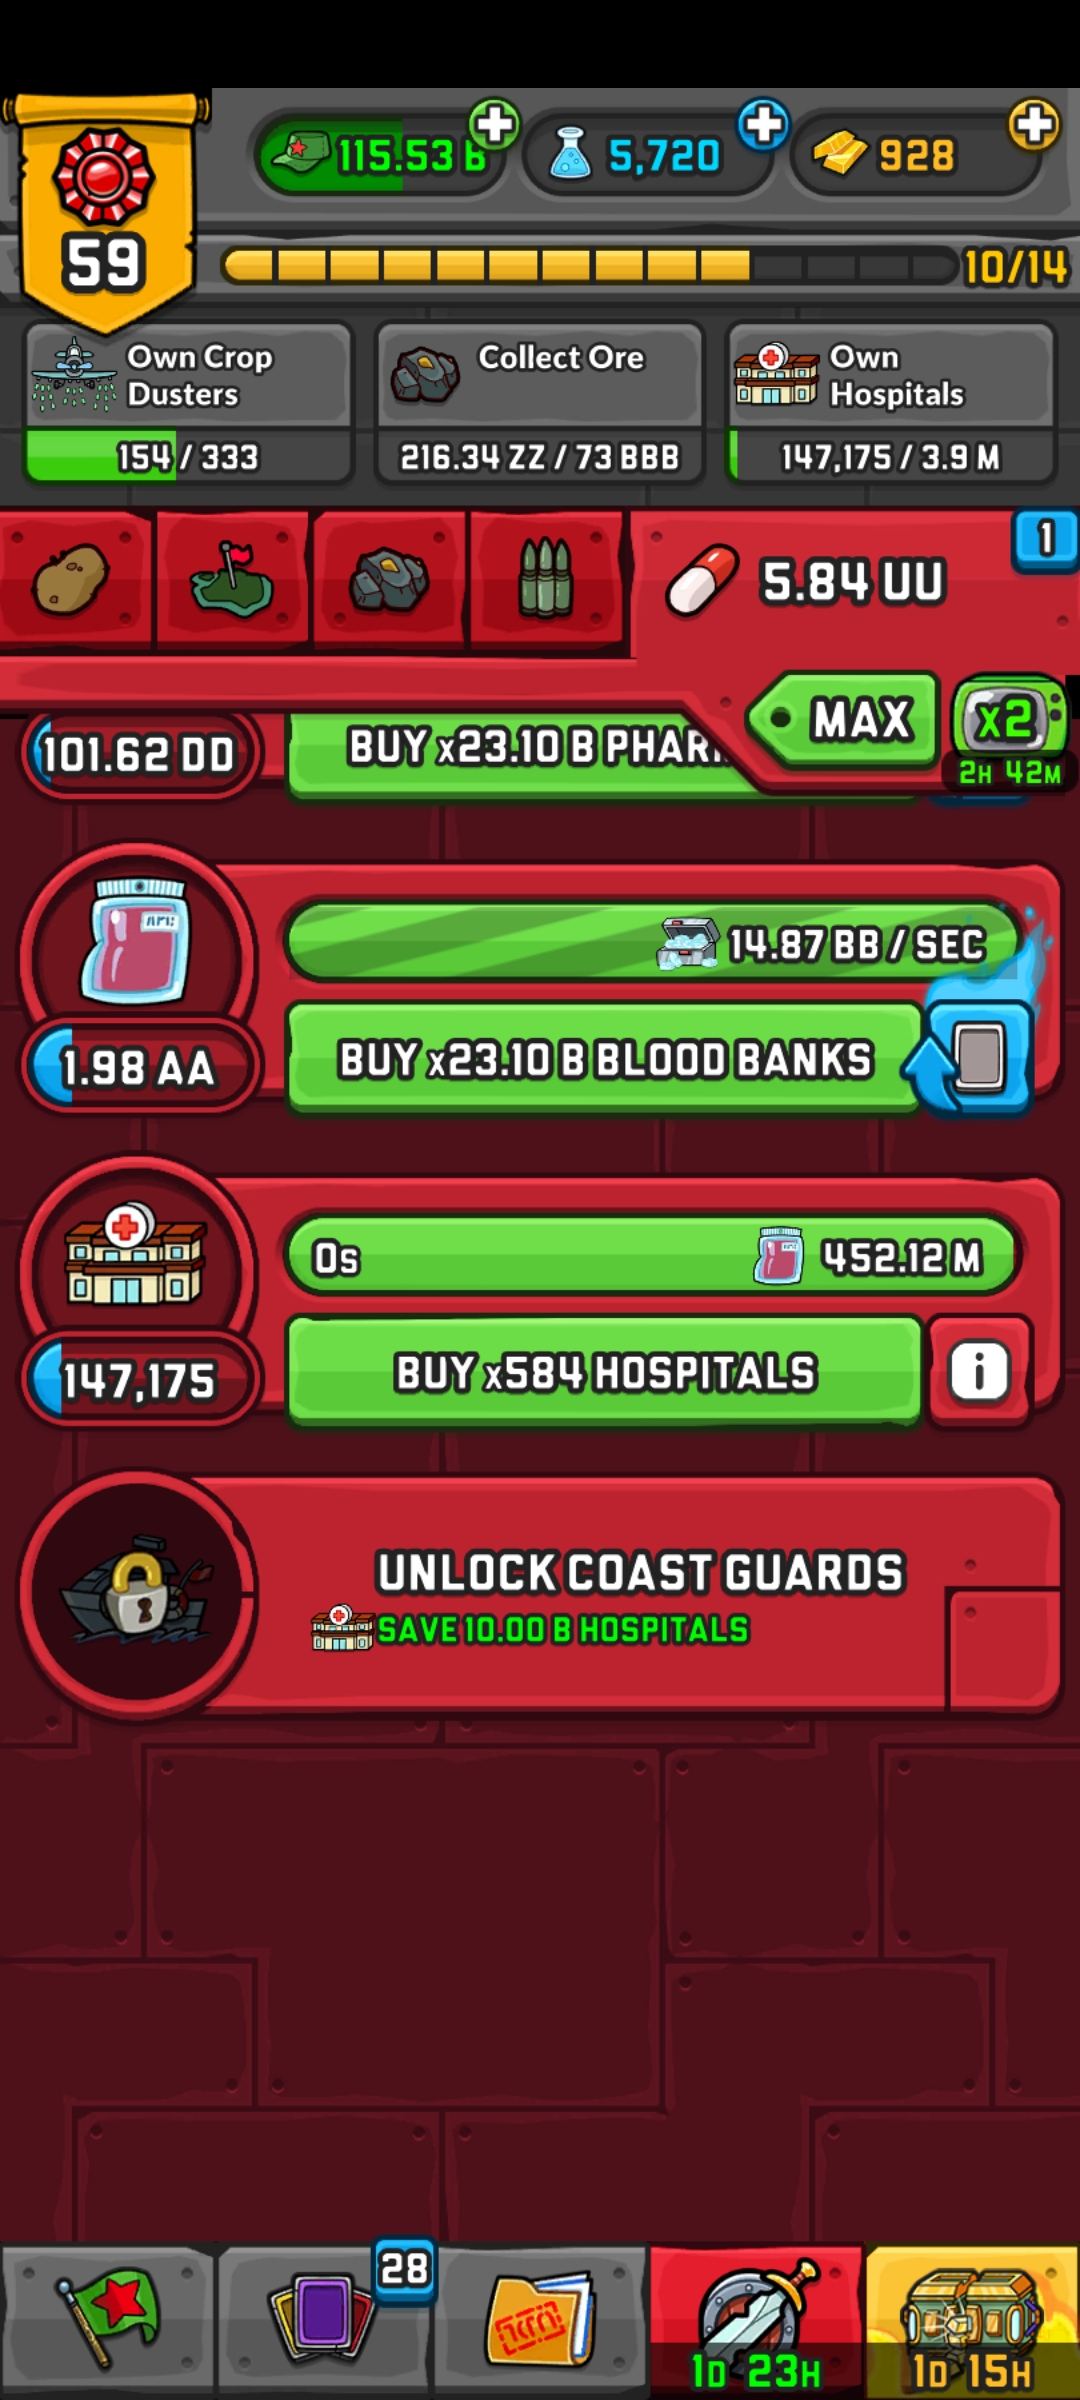 59
115.53 B
5,720
928
10/14
Own Crop
Dusters
154 / 333
Collect Ore
216.34 ZZ / 73 BBB
Own
Hospitals
147,175 / 3.9 M
5.84 UU
1
MAX
x2
2H 42M
101.62 DD
BUY x23.10 B
14.87 BB / SEC
1.98 AA
BUY x23.10 B BLOOD BANKS
0s
452.12 M
147,175
BUY x584 HOSPITALS
i
UNLOCK COAST GUARDS
SAVE 10.00 B HOSPITALS
28
1D 23H
1D 15H